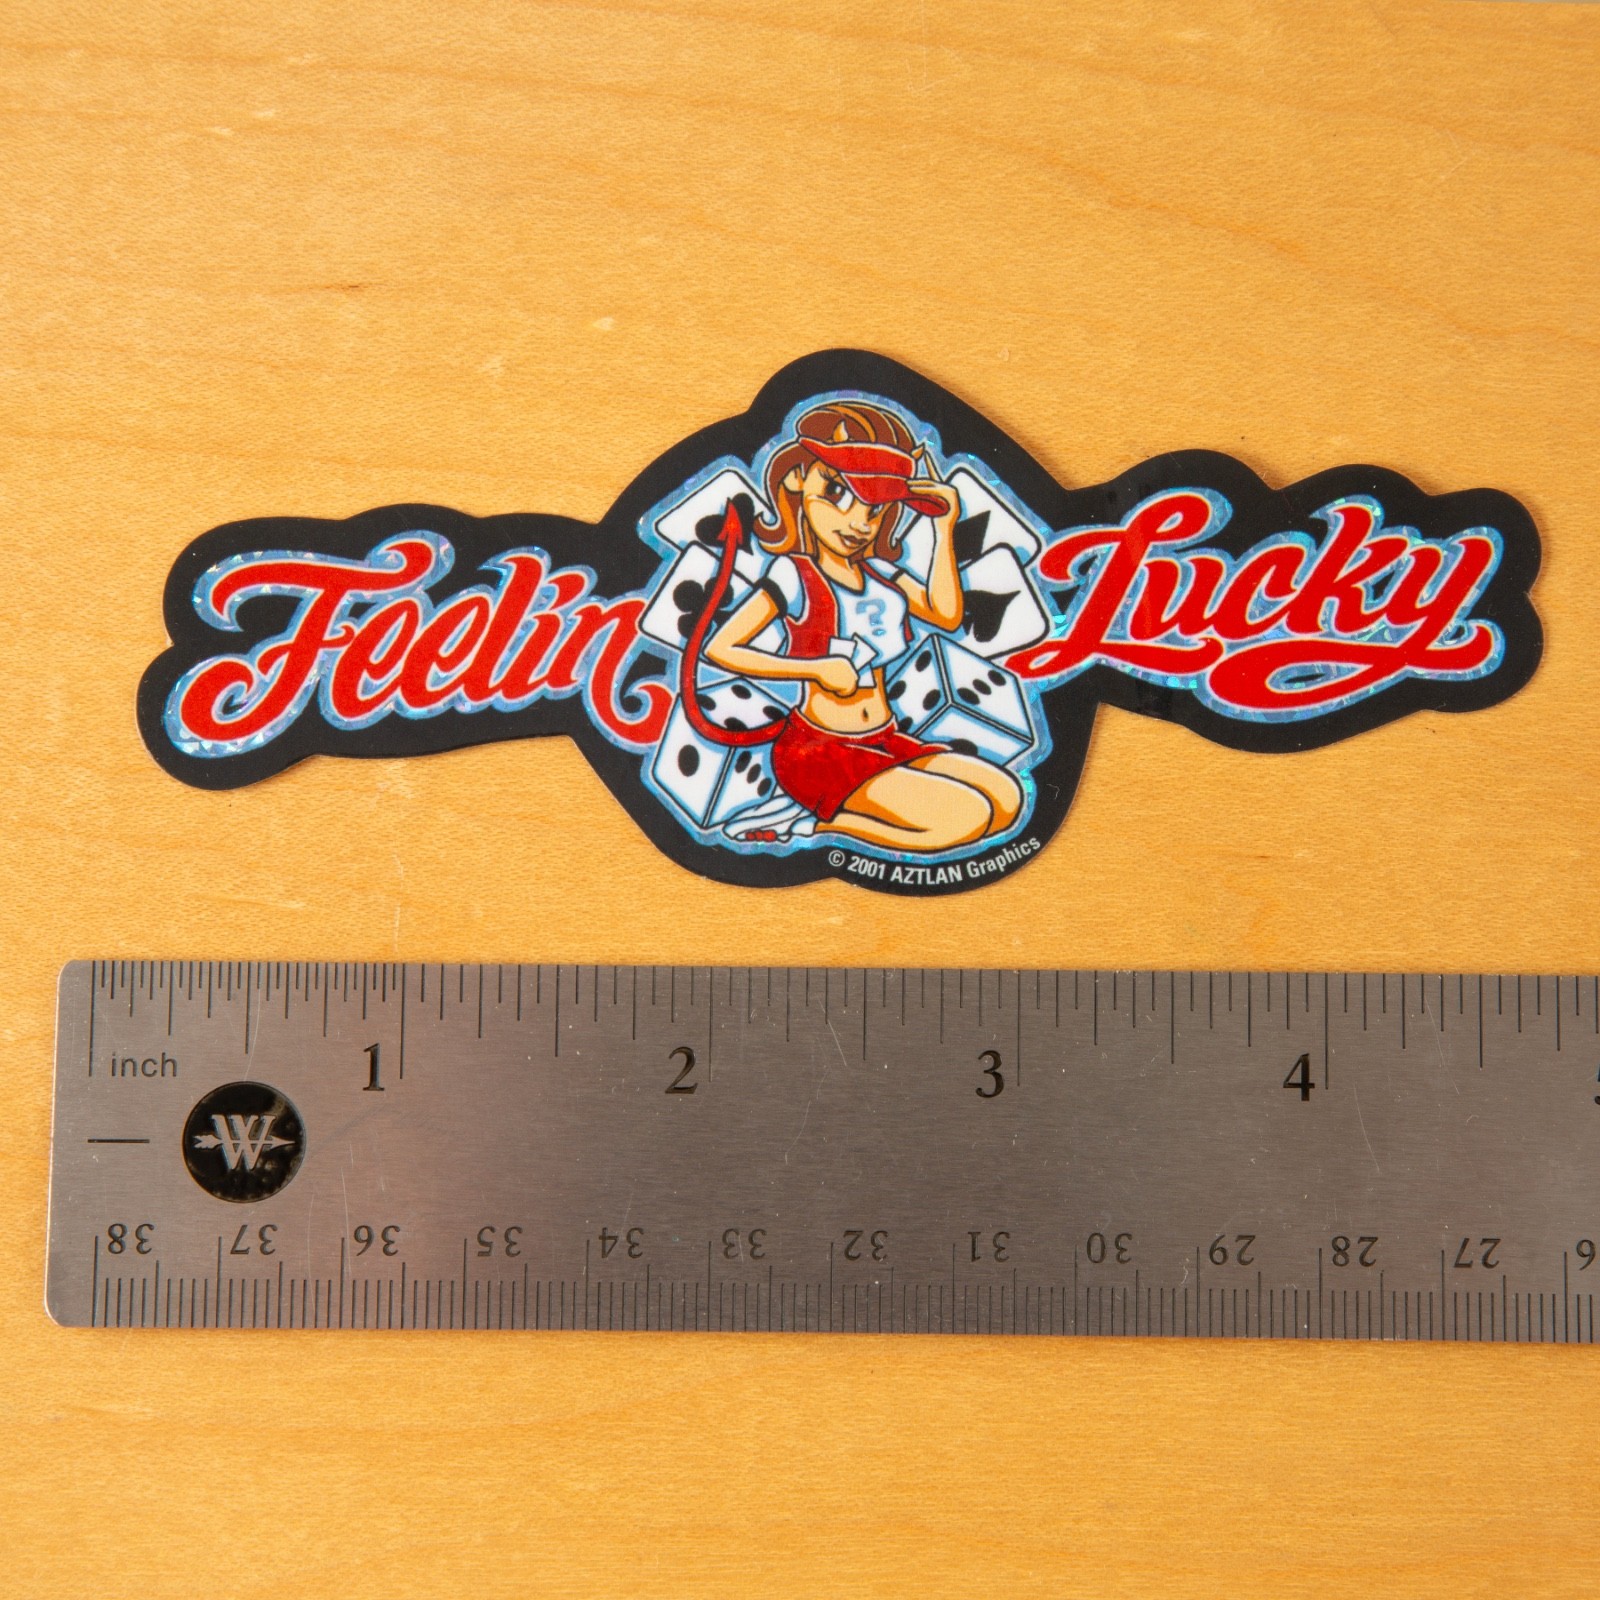 Feelin Lucky
?
© 2001 AZTLAN Graphics
1 2 3 4
inch
W
38 37 36 35 34 33 32 31 30 29 28 27